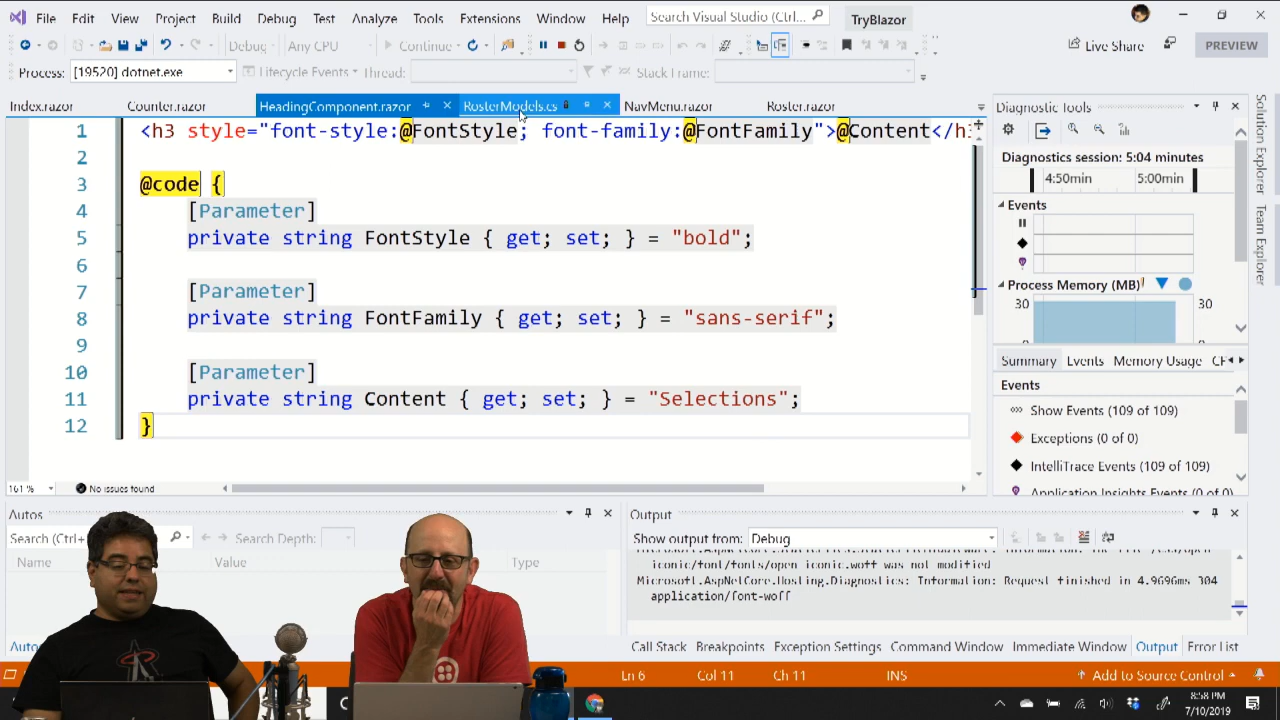 File Edit View Project Build Debug Test Analyze Tools Extensions Window Help Search Visual Studio (Ctrl+... TryBlazor
Debug Any CPU Continue Live Share PREVIEW
Process: [19520] dotnet.exe Lifecycle Events Thread: Stack Frame:
Index.razor Counter.razor HeadingComponent.razor RosterModels.cs NavMenu.razor Roster.razor
1 <h3 style="font-style:@FontStyle; font-family:@FontFamily">@Content</h3
2
3 @code {
4 [Parameter]
5 private string FontStyle { get; set; } = "bold";
6
7 [Parameter]
8 private string FontFamily { get; set; } = "sans-serif";
9
10 [Parameter]
11 private string Content { get; set; } = "Selections";
12 }
161 % No issues found
Diagnostic Tools
Diagnostics session: 5:04 minutes
4:50min 5:00min
Events
Process Memory (MB)
30 30
0
Summary Events Memory Usage
Events
Show Events (109 of 109)
Exceptions (0 of 0)
IntelliTrace Events (109 of 109)
Application Insights Events (0 of 0)
Solution Explorer
Team Explorer
Autos
Search (Ctrl+ Search Depth:
Name Value Type
Autos
Output
Show output from: Debug
iconic/font/fonts/open-iconic.woff was not modified
Microsoft.AspNetCore.Hosting.Diagnostics: Information: Request finished in 4.9696ms 304
application/font-woff
Call Stack Breakpoints Exception Settings Command Window Immediate Window Output Error List
Ln 6 Col 11 Ch 11 INS Add to Source Control
8:58 PM
7/10/2019